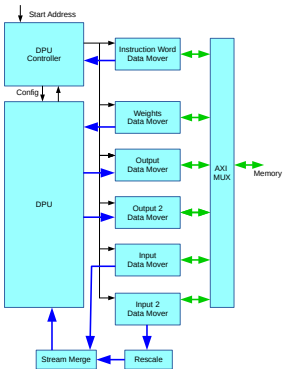 Start Address
DPU
Controller
Instruction Word
Data Mover
Config
Weights
Data Mover
Output
Data Mover
AXI
MUX
Memory
DPU
Output 2
Data Mover
Input
Data Mover
Input 2
Data Mover
Stream Merge
Rescale